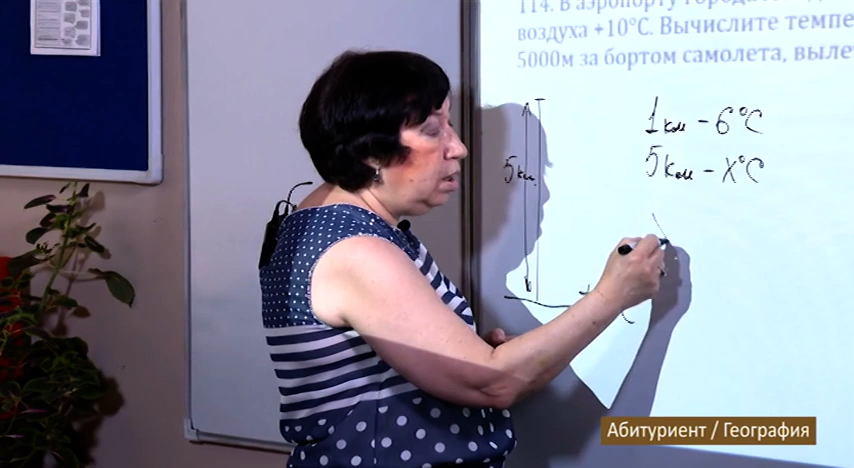 114. В аэропорту города
воздуха +10°С. Вычислите темпе
5000м за бортом самолета, выле
1км – 6°С
5км
5км – X°С
Абитуриент / География